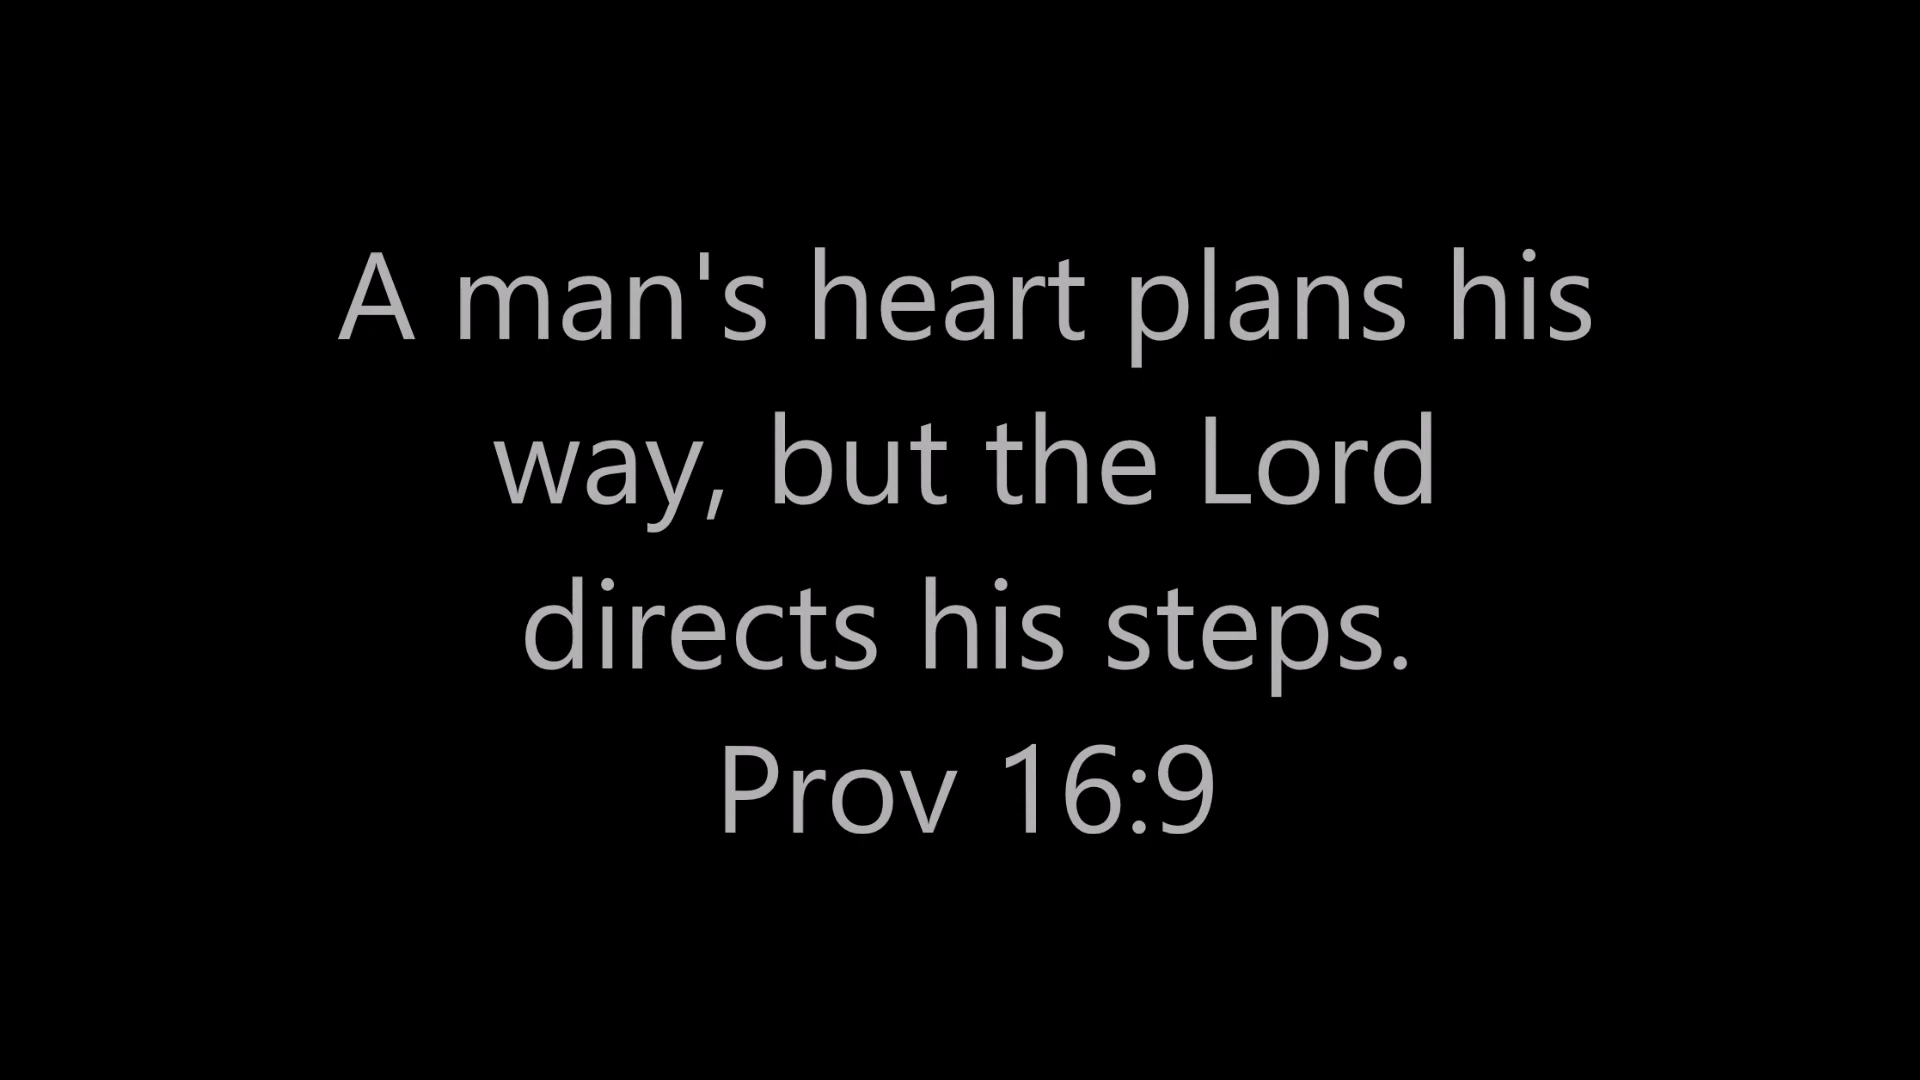 A man's heart plans his
way, but the Lord
directs his steps.
Prov 16:9